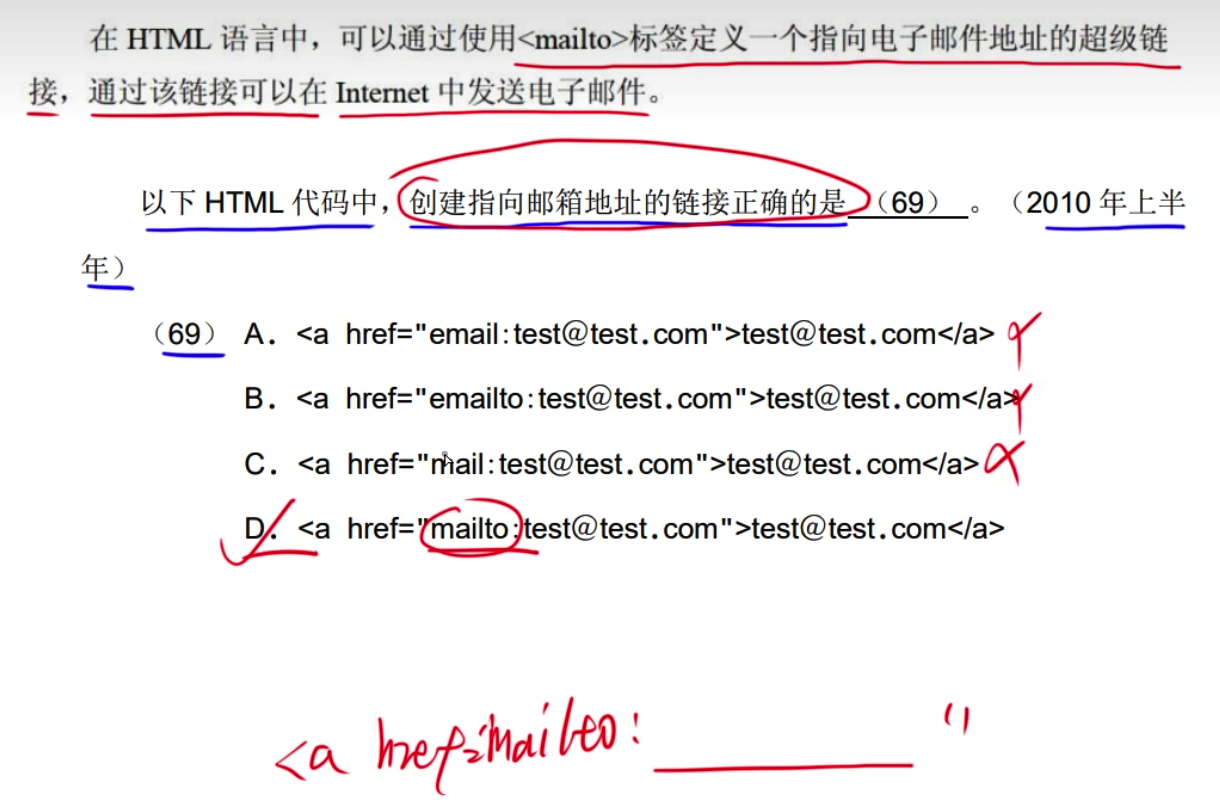 在 HTML 语言中，可以通过使用<mailto>标签定义一个指向电子邮件地址的超级链
接，通过该链接可以在 Internet 中发送电子邮件。
以下 HTML 代码中，创建指向邮箱地址的链接正确的是（69）。（2010 年上半
年）
（69） A. <a href="email:test@test.com">test@test.com</a>
B. <a href="emailto:test@test.com">test@test.com</a>
C. <a href="mail:test@test.com">test@test.com</a>
D. <a href="mailto:test@test.com">test@test.com</a>
<a href="mailto:______"